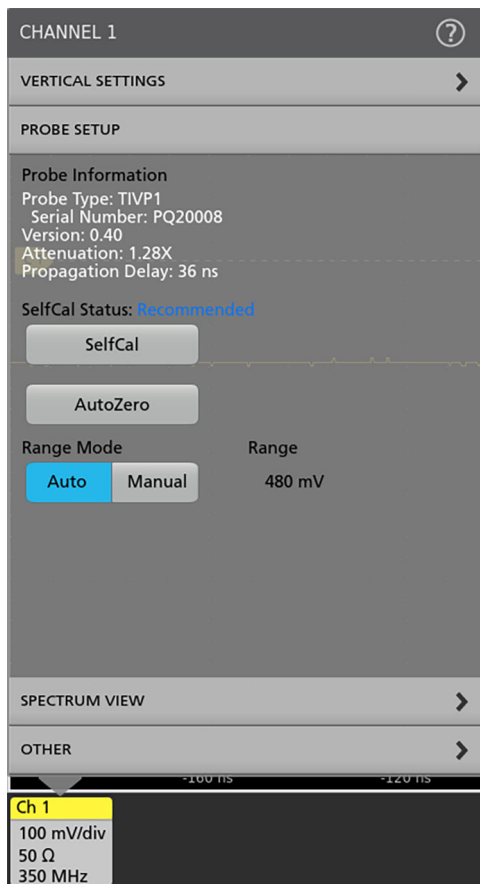 CHANNEL 1
?
VERTICAL SETTINGS
PROBE SETUP
Probe Information
Probe Type: TIVP1
Serial Number: PQ20008
Version: 0.40
Attenuation: 1.28X
Propagation Delay: 36 ns
SelfCal Status: Recommended
SelfCal
AutoZero
Range Mode
Range
Auto
Manual
480 mV
SPECTRUM VIEW
OTHER
-160 ns
-120 ns
Ch 1
100 mV/div
50 Ω
350 MHz